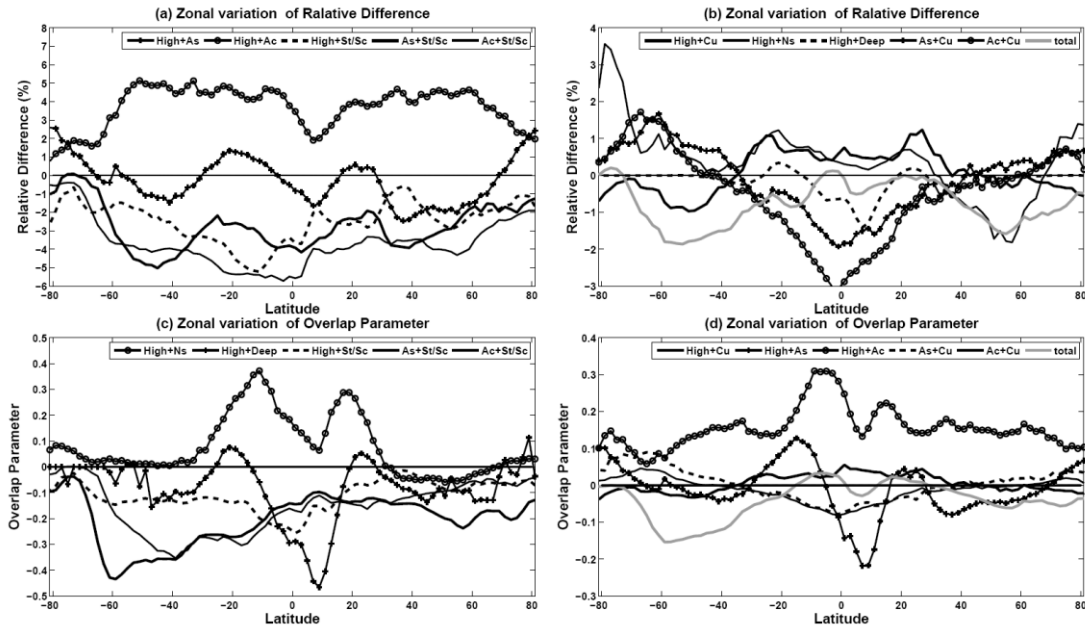 (a) Zonal variation of Ralative Difference
High+As High+Ac High+St/Sc As+St/Sc Ac+St/Sc
8
7
6
5
4
3
2
1
0
−1
−2
−3
−4
−5
−6
Relative Difference (%)
−80 −60 −40 −20 0 20 40 60 80
Latitude
(b) Zonal variation of Relative Difference
High+Cu High+Ns High+Deep As+Cu Ac+Cu total
4
3
2
1
0
−1
−2
−3
Relative Difference (%)
−80 −60 −40 −20 0 20 40 60 80
Latitude
(c) Zonal variation of Overlap Parameter
High+Ns High+Deep High+St/Sc As+St/Sc Ac+St/Sc
0.5
0.4
0.3
0.2
0.1
0
−0.1
−0.2
−0.3
−0.4
−0.5
Overlap Parameter
−80 −60 −40 −20 0 20 40 60 80
Latitude
(d) Zonal variation of Overlap Parameter
High+Cu High+As High+Ac As+Cu Ac+Cu total
0.4
0.3
0.2
0.1
0
−0.1
−0.2
−0.3
Overlap Parameter
−80 −60 −40 −20 0 20 40 60 80
Latitude